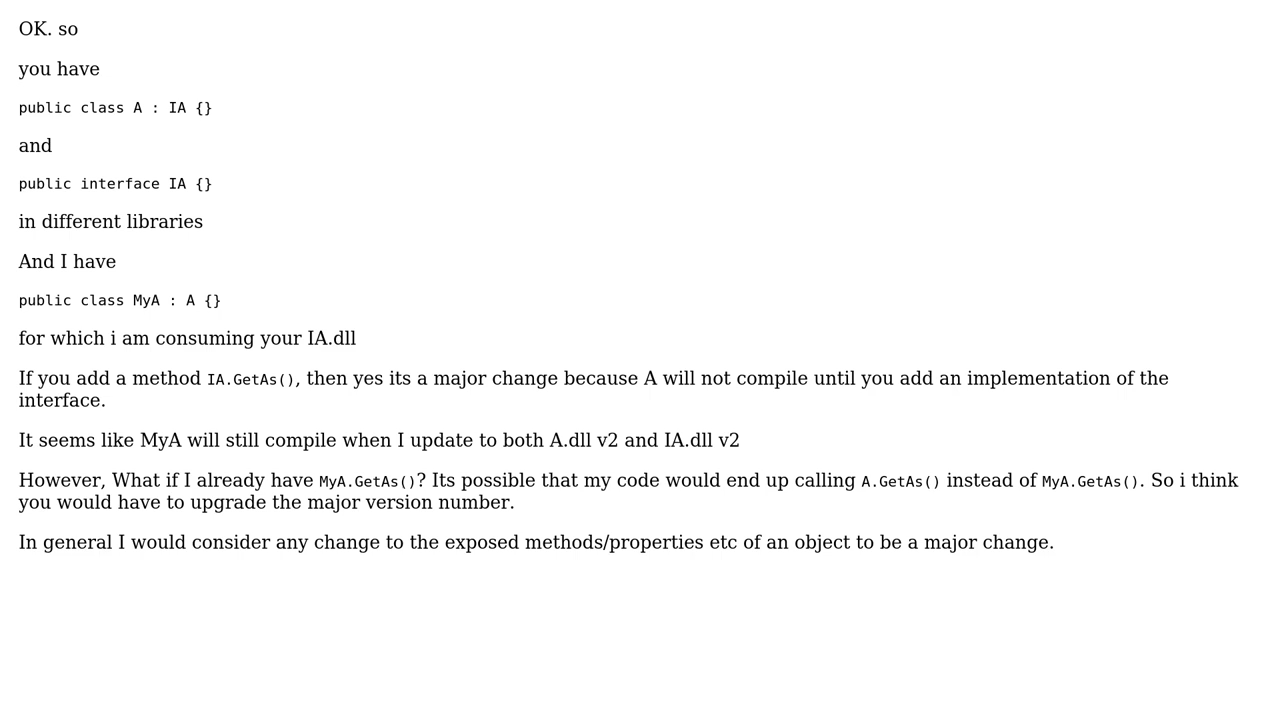 OK. so
you have
public class A : IA {}
and
public interface IA {}
in different libraries
And I have
public class MyA : A {}
for which i am consuming your IA.dll
If you add a method IA.GetAs(), then yes its a major change because A will not compile until you add an implementation of the
interface.
It seems like MyA will still compile when I update to both A.dll v2 and IA.dll v2
However, What if I already have MyA.GetAs()? Its possible that my code would end up calling A.GetAs() instead of MyA.GetAs(). So i think
you would have to upgrade the major version number.
In general I would consider any change to the exposed methods/properties etc of an object to be a major change.